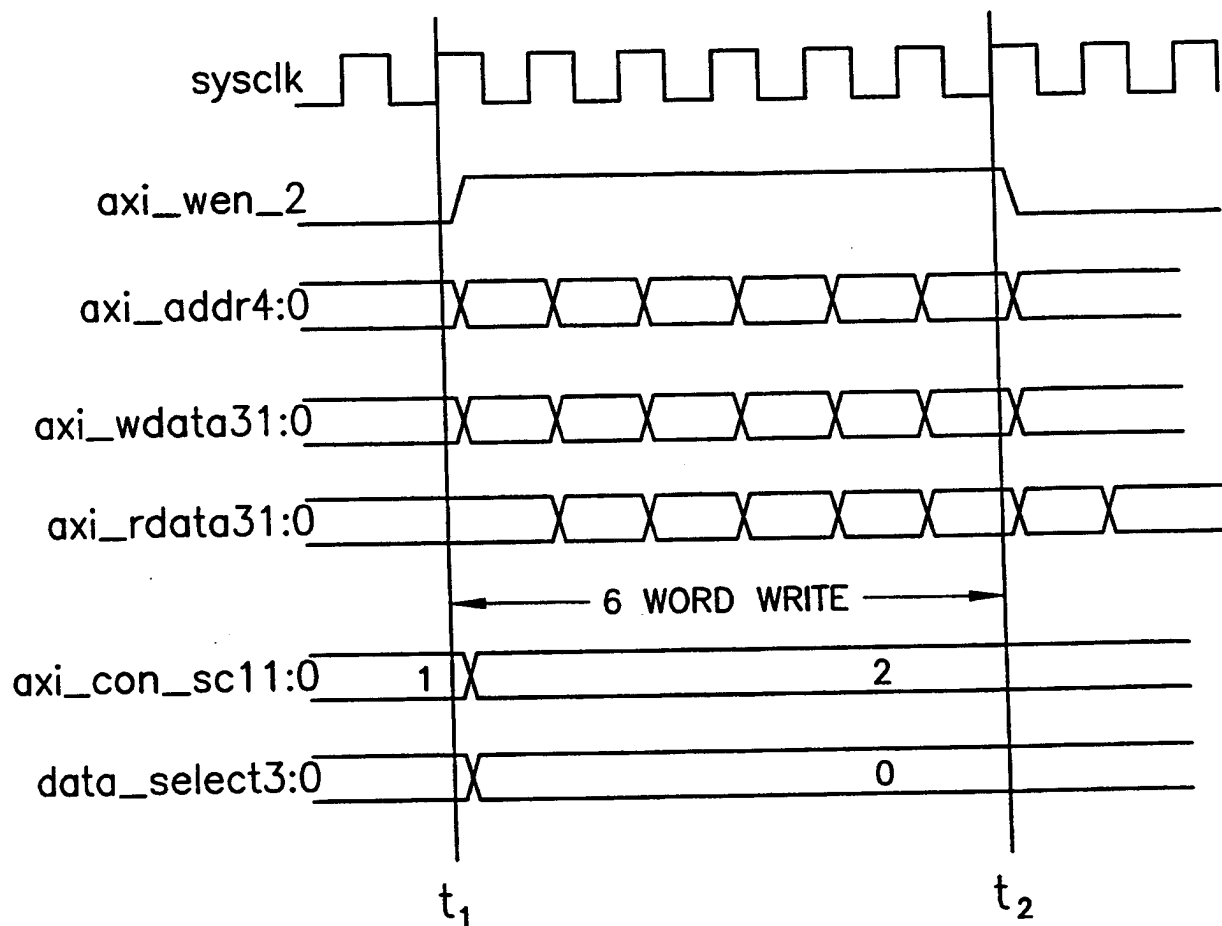 sysclk
axi_wen_2
axi_addr4:0
axi_wdata31:0
axi_rdata31:0
6 WORD WRITE
axi_con_sc11:0 1 2
data_select3:0 0
t1 t2